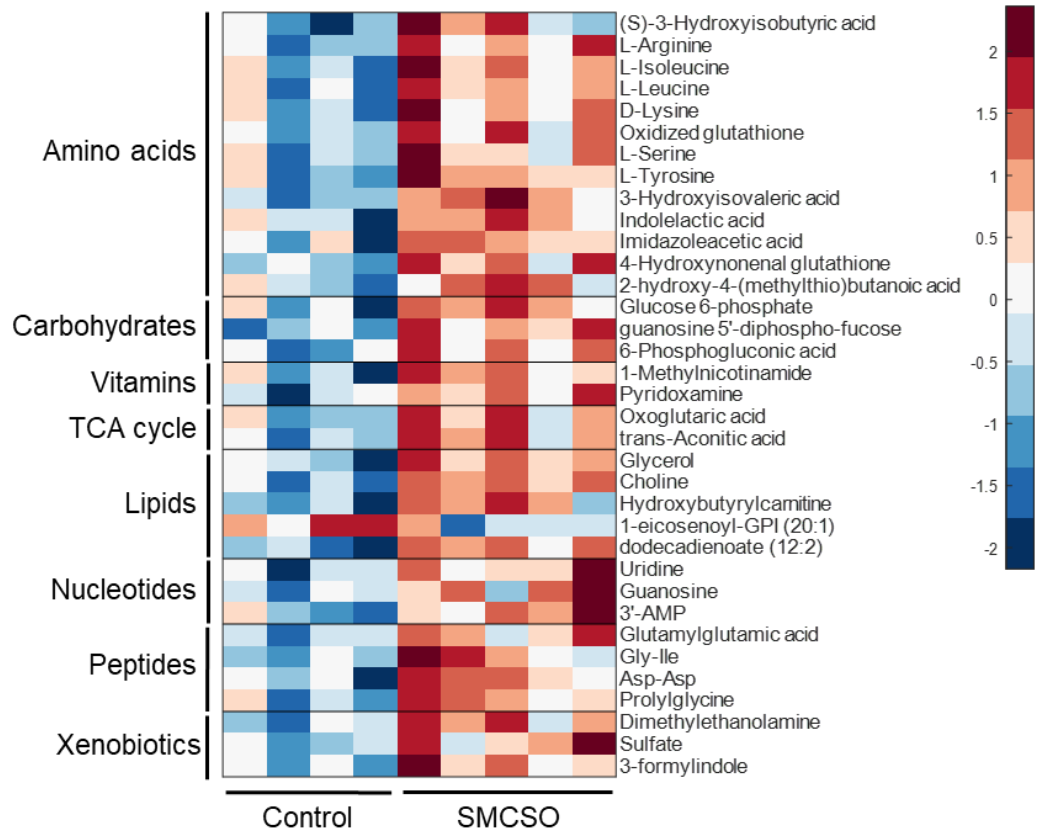 Amino acids
Carbohydrates
Vitamins
TCA cycle
Lipids
Nucleotides
Peptides
Xenobiotics
(S)-3-Hydroxyisobutyric acid
L-Arginine
L-Isoleucine
L-Leucine
D-Lysine
Oxidized glutathione
L-Serine
L-Tyrosine
3-Hydroxyisovaleric acid
Indolelactic acid
Imidazoleacetic acid
4-Hydroxynonenal glutathione
2-hydroxy-4-(methylthio)butanoic acid
Glucose 6-phosphate
guanosine 5'-diphospho-fucose
6-Phosphogluconic acid
1-Methylnicotinamide
Pyridoxamine
Oxoglutaric acid
trans-Aconitic acid
Glycerol
Choline
Hydroxybutyrylcarnitine
1-eicosenoyl-GPI (20:1)
dodecadienoate (12:2)
Uridine
Guanosine
3'-AMP
Glutamylglutamic acid
Gly-Ile
Asp-Asp
Prolylglycine
Dimethylethanolamine
Sulfate
3-formylindole
2
1.5
1
0.5
0
-0.5
-1
-1.5
-2
Control
SMCSO